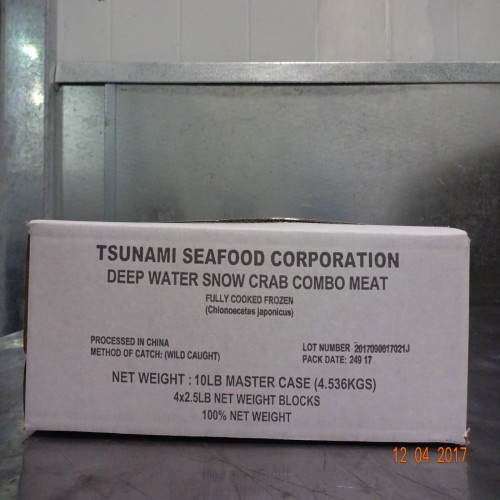 TSUNAMI SEAFOOD CORPORATION
DEEP WATER SNOW CRAB COMBO MEAT
FULLY COOKED FROZEN
(Chionoecatas japonicus)
PROCESSED IN CHINA
METHOD OF CATCH: (WILD CAUGHT)
LOT NUMBER 2017090617021J
PACK DATE: 249 17
NET WEIGHT : 10LB MASTER CASE (4.536KGS)
4x2.5LB NET WEIGHT BLOCKS
100% NET WEIGHT
12 04 2017